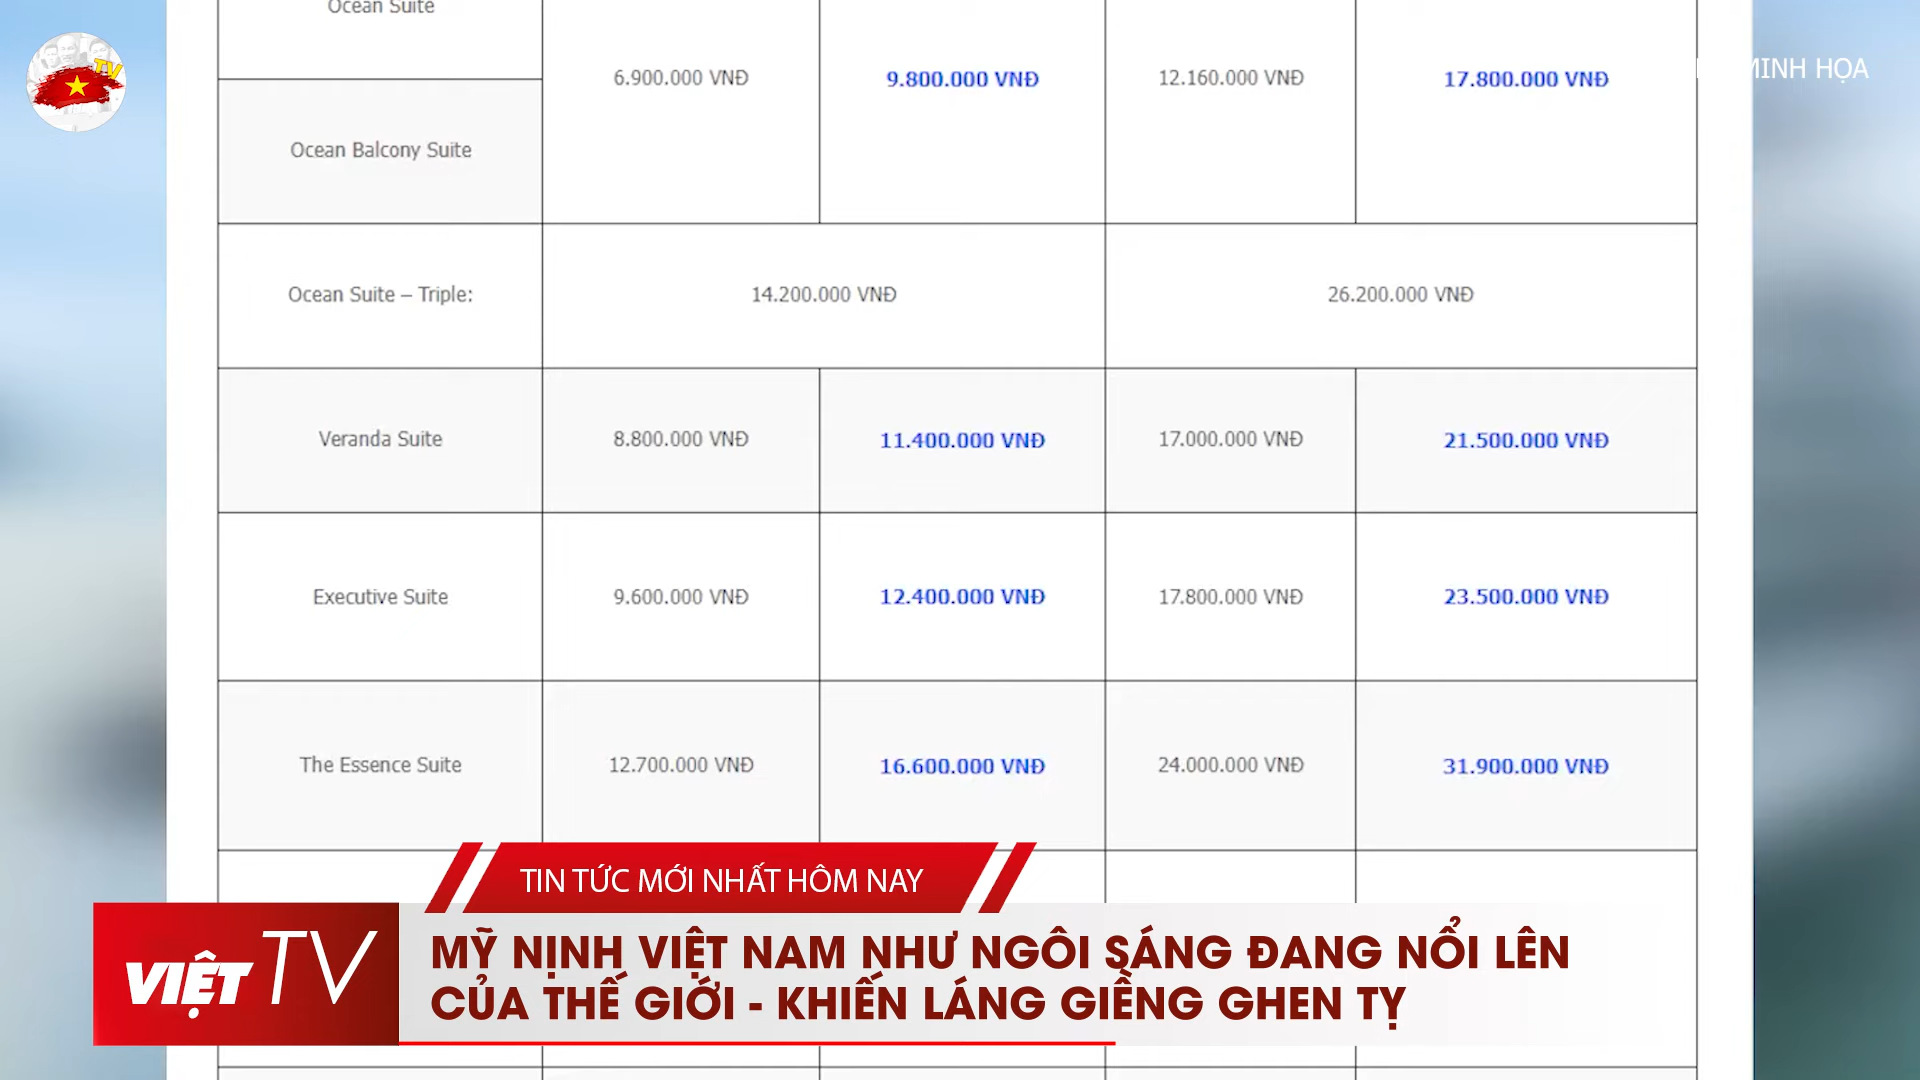 Ocean Suite
6.900.000 VNĐ 9.800.000 VNĐ 12.160.000 VNĐ 17.800.000 VNĐ
MINH HỌA
TV
Ocean Balcony Suite
Ocean Suite – Triple: 14.200.000 VNĐ 26.200.000 VNĐ
Veranda Suite 8.800.000 VNĐ 11.400.000 VNĐ 17.000.000 VNĐ 21.500.000 VNĐ
Executive Suite 9.600.000 VNĐ 12.400.000 VNĐ 17.800.000 VNĐ 23.500.000 VNĐ
The Essence Suite 12.700.000 VNĐ 16.600.000 VNĐ 24.000.000 VNĐ 31.900.000 VNĐ
TIN TỨC MỚI NHẤT HÔM NAY
VIỆT TV
MỸ NỊNH VIỆT NAM NHƯ NGÔI SÁNG ĐANG NỔI LÊN
CỦA THẾ GIỚI - KHIẾN LÁNG GIỀNG GHEN TỴ